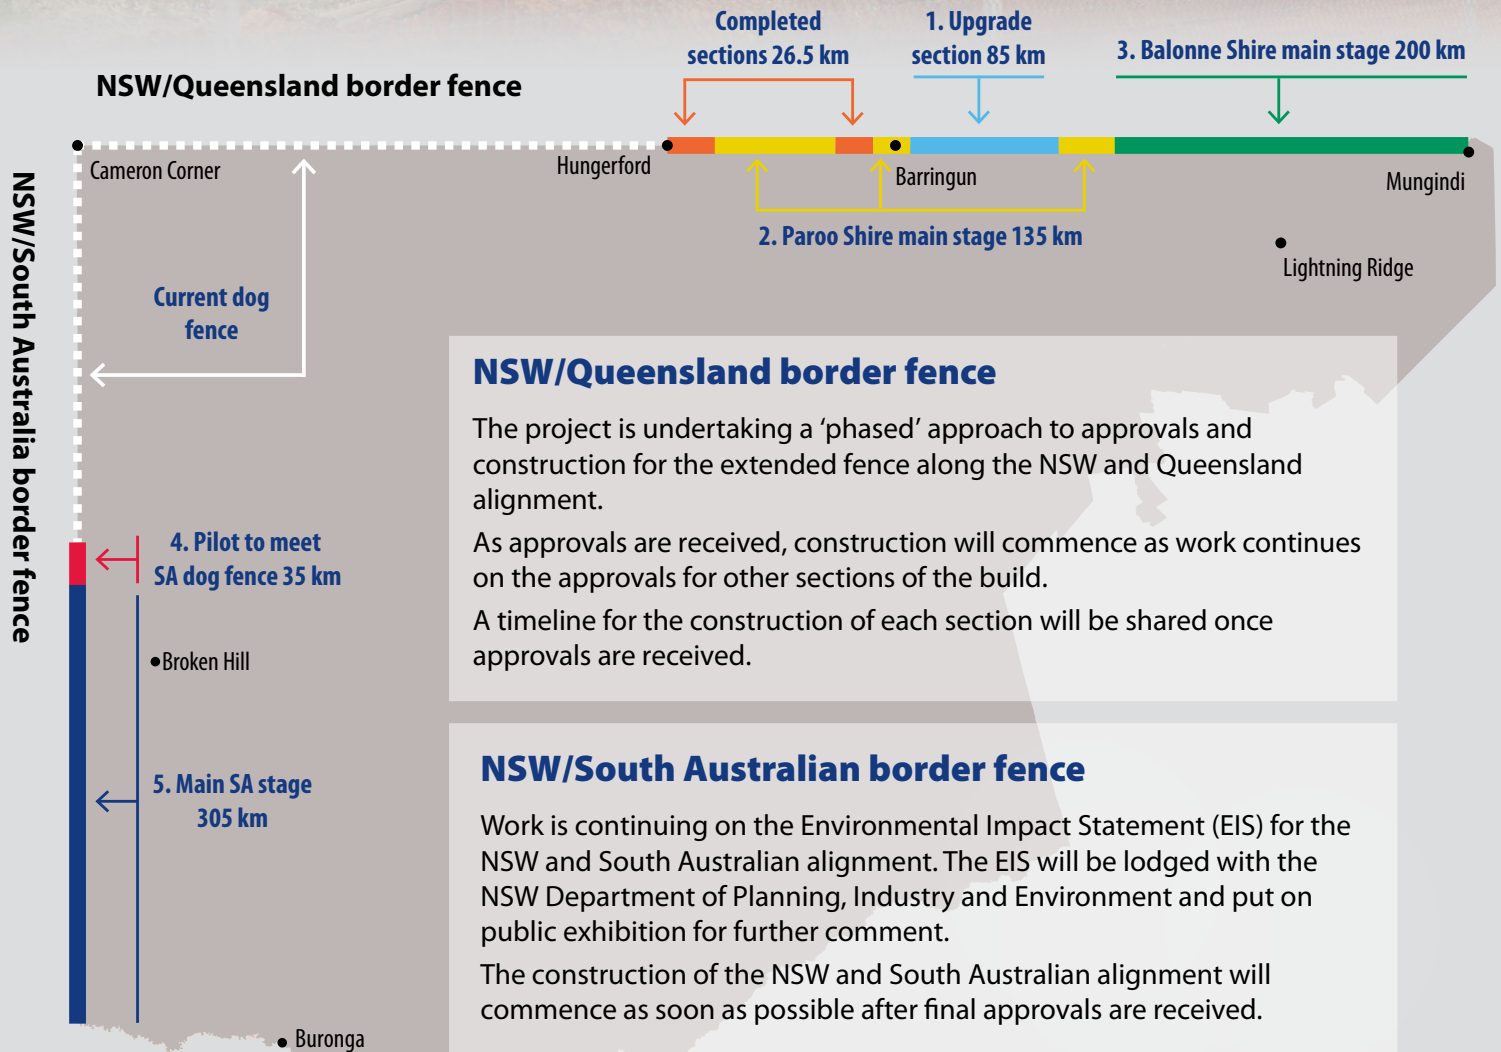 Completed
sections 26.5 km
1. Upgrade
section 85 km
3. Balonne Shire main stage 200 km
NSW/Queensland border fence
Cameron Corner
Hungerford
Barringun
Mungindi
2. Paroo Shire main stage 135 km
Lightning Ridge
NSW/South Australia border fence
Current dog
fence
4. Pilot to meet
SA dog fence 35 km
Broken Hill
5. Main SA stage
305 km
Buronga
NSW/Queensland border fence
The project is undertaking a ‘phased’ approach to approvals and
construction for the extended fence along the NSW and Queensland
alignment.
As approvals are received, construction will commence as work continues
on the approvals for other sections of the build.
A timeline for the construction of each section will be shared once
approvals are received.
NSW/South Australian border fence
Work is continuing on the Environmental Impact Statement (EIS) for the
NSW and South Australian alignment. The EIS will be lodged with the
NSW Department of Planning, Industry and Environment and put on
public exhibition for further comment.
The construction of the NSW and South Australian alignment will
commence as soon as possible after final approvals are received.